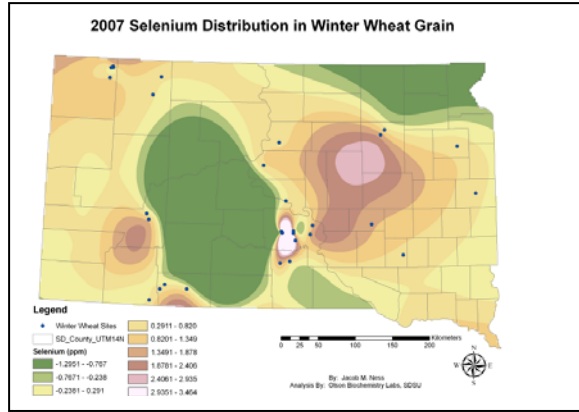 2007 Selenium Distribution in Winter Wheat Grain
Legend
Winter Wheat Sites
SD_County_UTM14N
Selenium (ppm)
-1.2951 - -0.767
-0.7671 - -0.238
-0.2381 - 0.291
0.2911 - 0.820
0.8201 - 1.349
1.3491 - 1.878
1.8781 - 2.406
2.4061 - 2.935
2.9351 - 3.464
Kilometers
0 25 50 100 150 200
N
W E
S
By: Jacob M. Ness
Analysis By: Olson Biochemistry Labs, SDSU